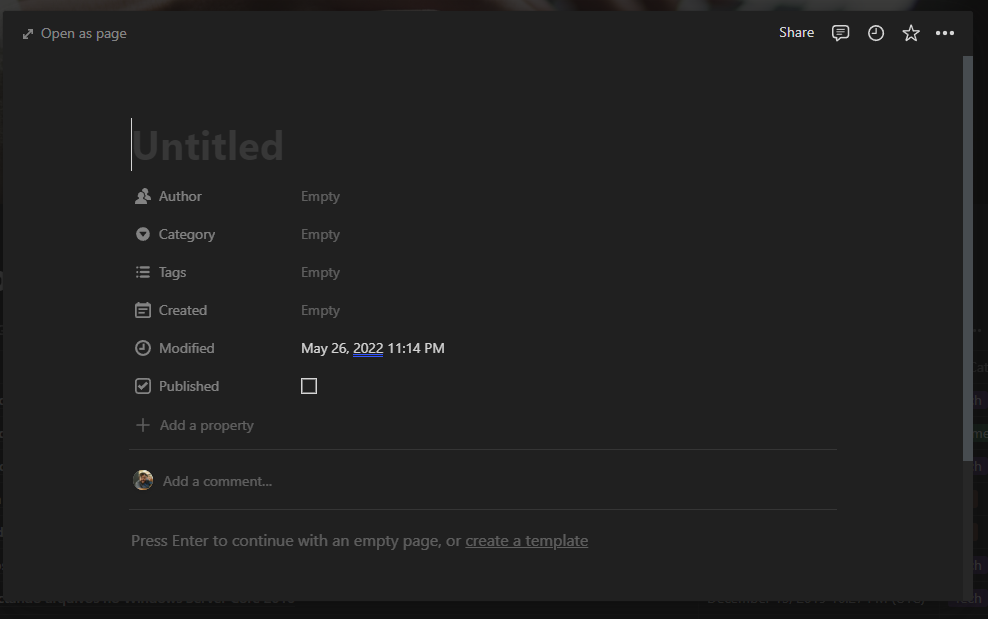 Open as page
Share
Untitled
Author Empty
Category Empty
Tags Empty
Created Empty
Modified May 26, 2022 11:14 PM
Published
Add a property
Add a comment...
Press Enter to continue with an empty page, or create a template